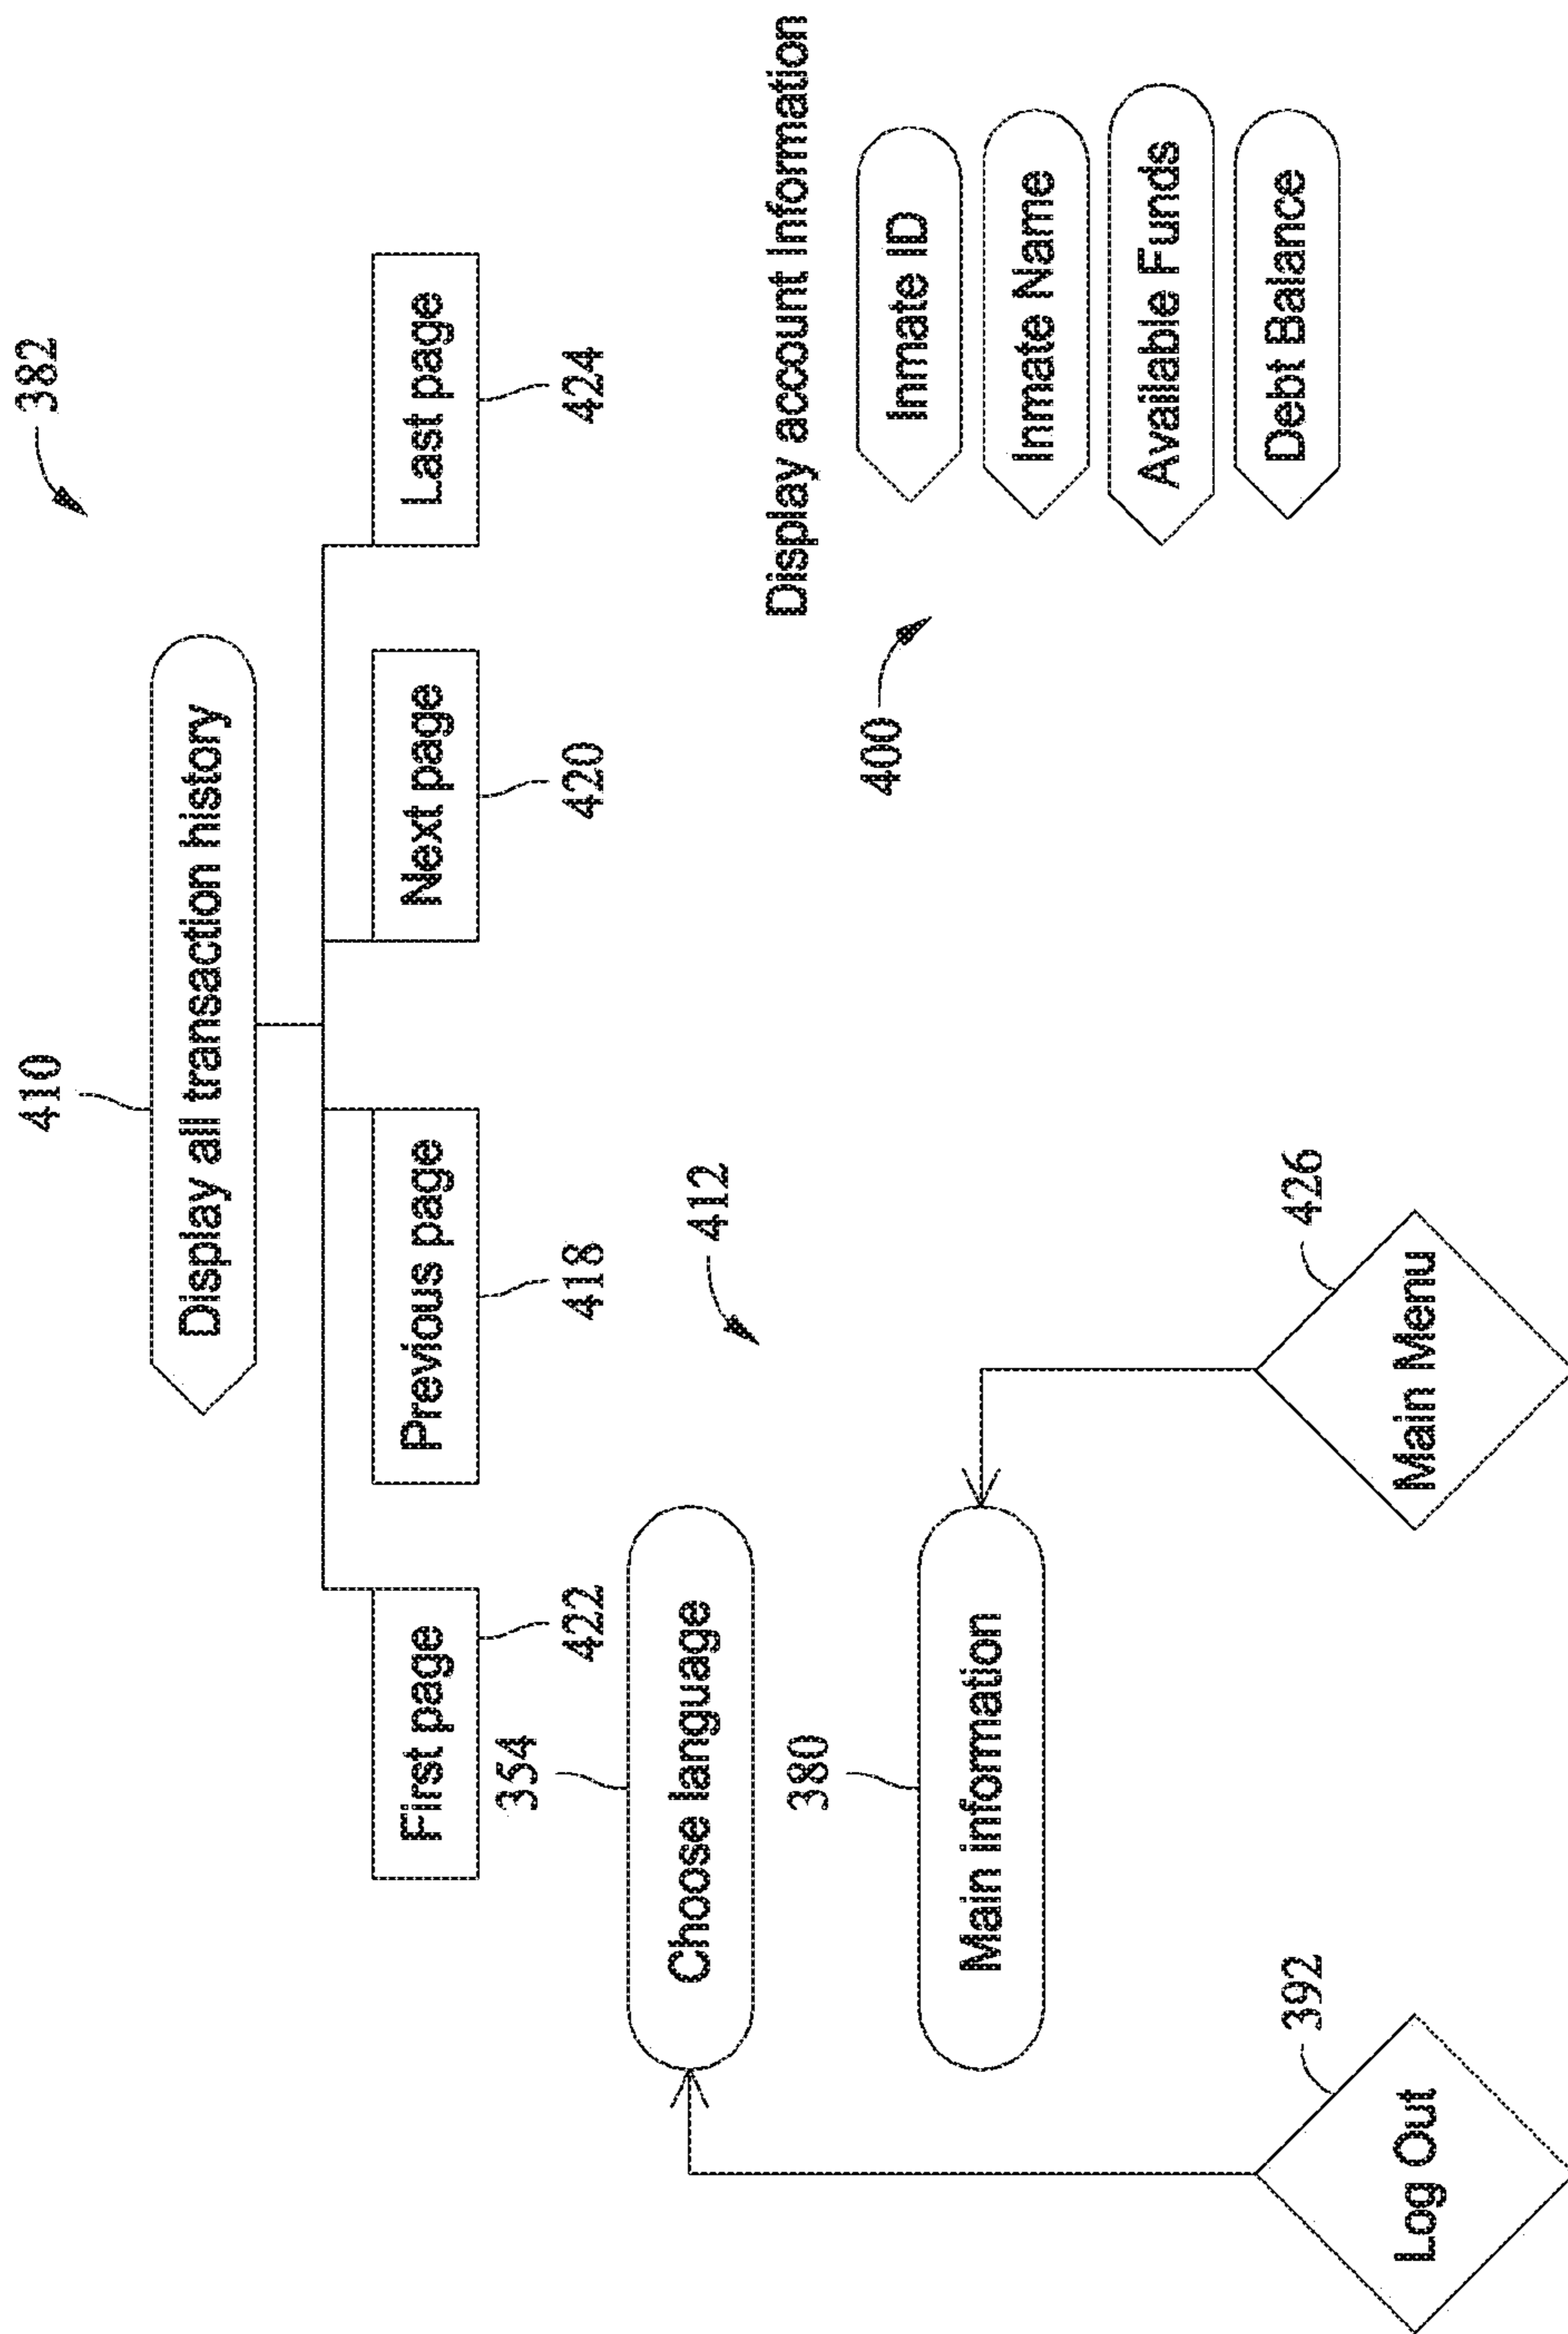 382
410
Display all transaction history
First page
Previous page
Next page
Last page
422
418
420
424
354
Choose language
412
380
Main information
392
Log Out
426
Main Menu
Display account information
400
Inmate ID
Inmate Name
Available Funds
Debt Balance